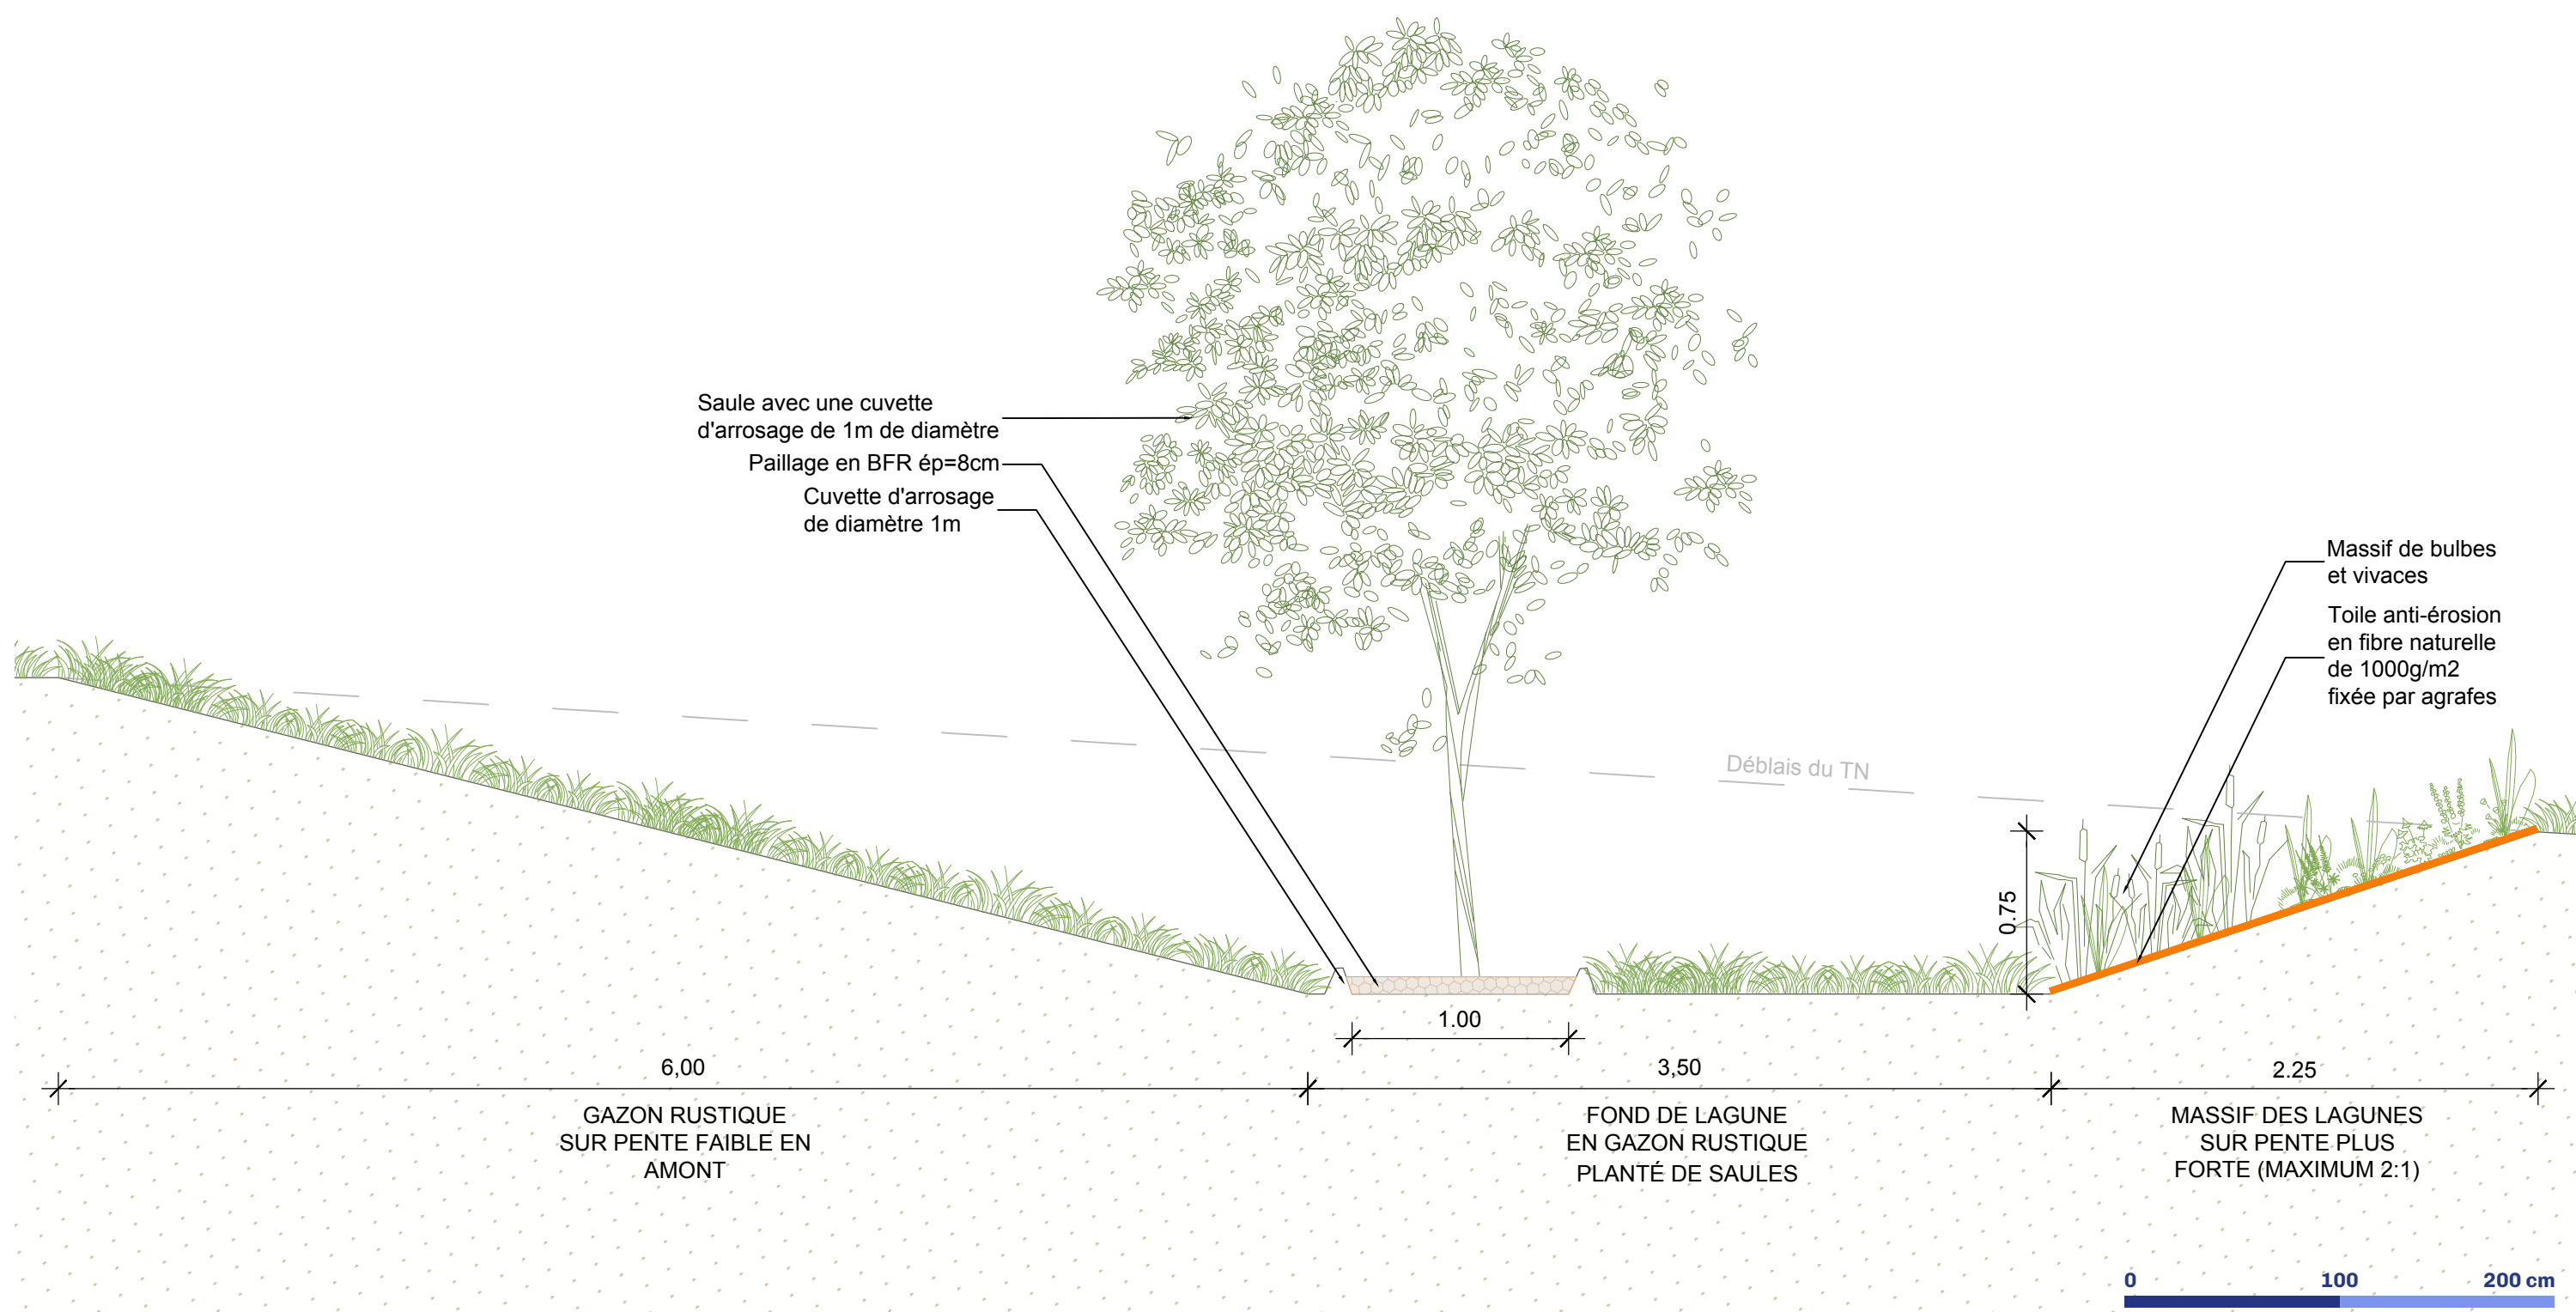 Saule avec une cuvette
d'arrosage de 1m de diamètre
Paillage en BFR ép=8cm
Cuvette d'arrosage
de diamètre 1m
Massif de bulbes
et vivaces
Toile anti-érosion
en fibre naturelle
de 1000g/m2
fixée par agrafes
Déblais du TN
0.75
1.00
6,00
3,50
2.25
GAZON RUSTIQUE
SUR PENTE FAIBLE EN
AMONT
FOND DE LAGUNE
EN GAZON RUSTIQUE
PLANTÉ DE SAULES
MASSIF DES LAGUNES
SUR PENTE PLUS
FORTE (MAXIMUM 2:1)
0 100 200 cm